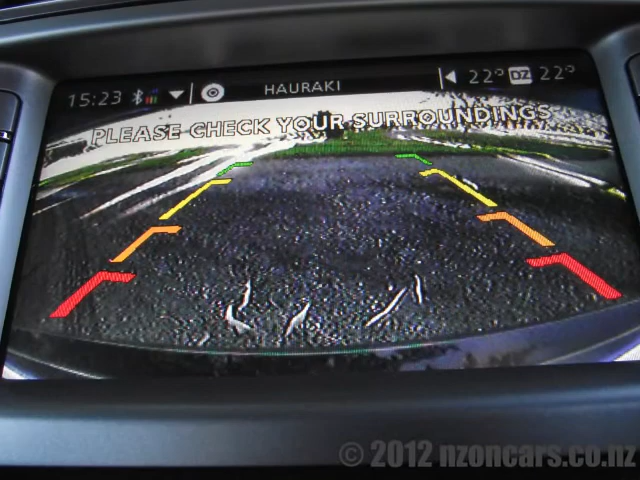 15:23 HAURAKI 22° DZ 22°
PLEASE CHECK YOUR SURROUNDINGS
© 2012 nzoncars.co.nz